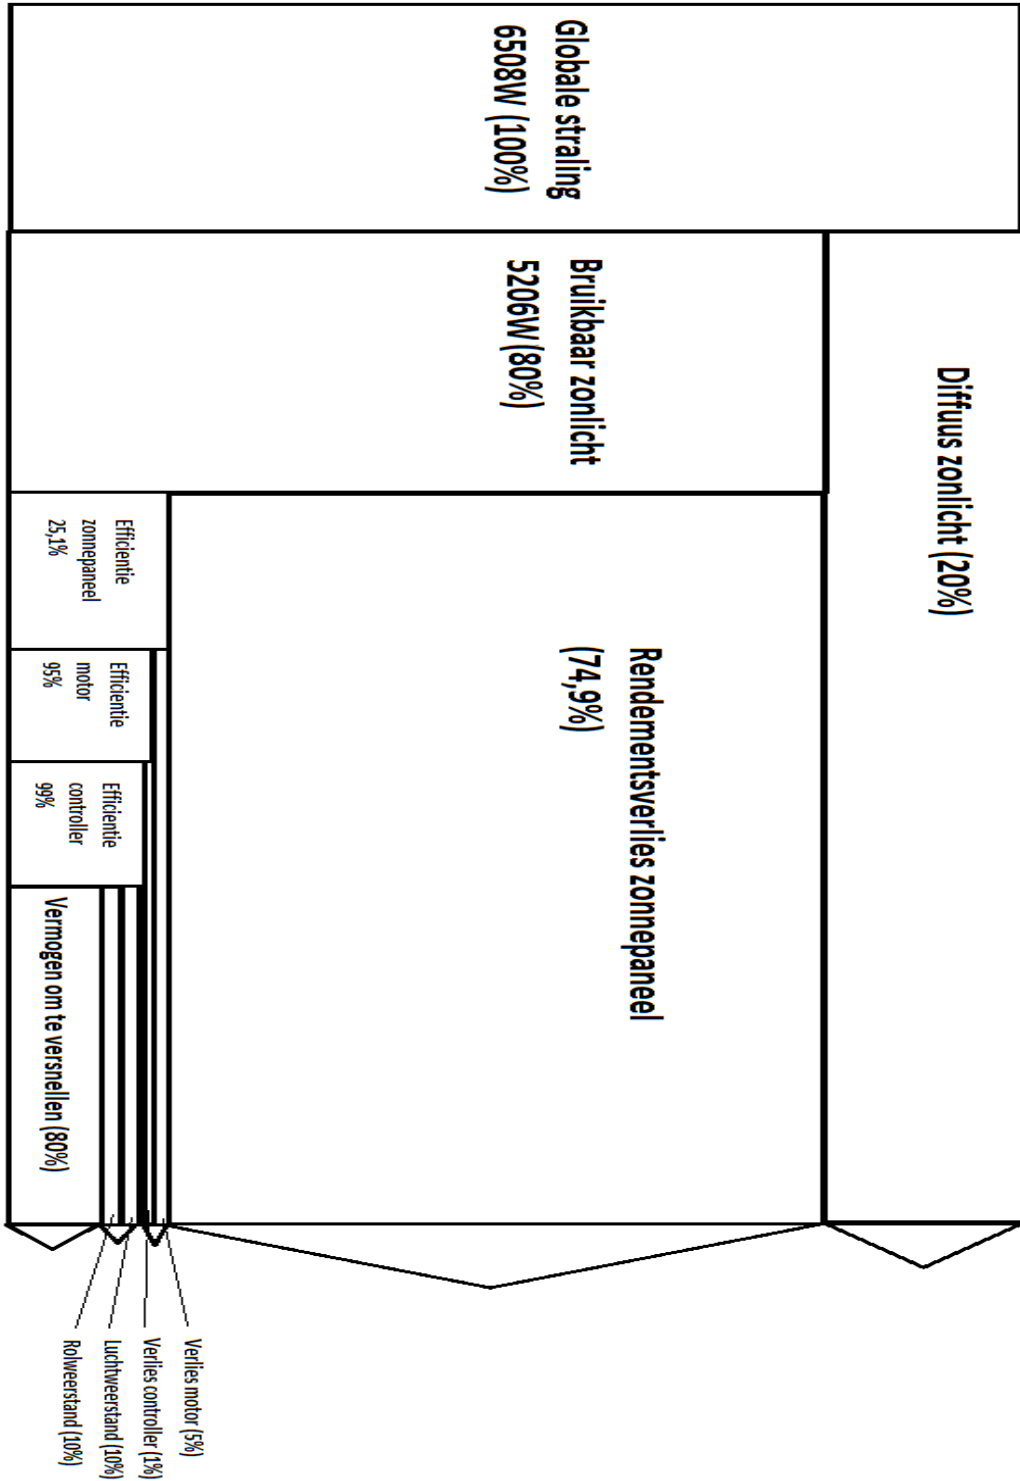 Globale straling
6508W (100%)
Bruikbaar zonlicht
5206W(80%)
Diffuus zonlicht (20%)
Rendementsverlies zonnepaneel
(74,9%)
Efficientie
zonnepaneel
25,1%
Efficientie
motor
95%
Efficientie
controller
99%
Vermogen om te versnellen (80%)
Verlies motor (5%)
Verlies controller (1%)
Luchtweerstand (10%)
Rolweerstand (10%)